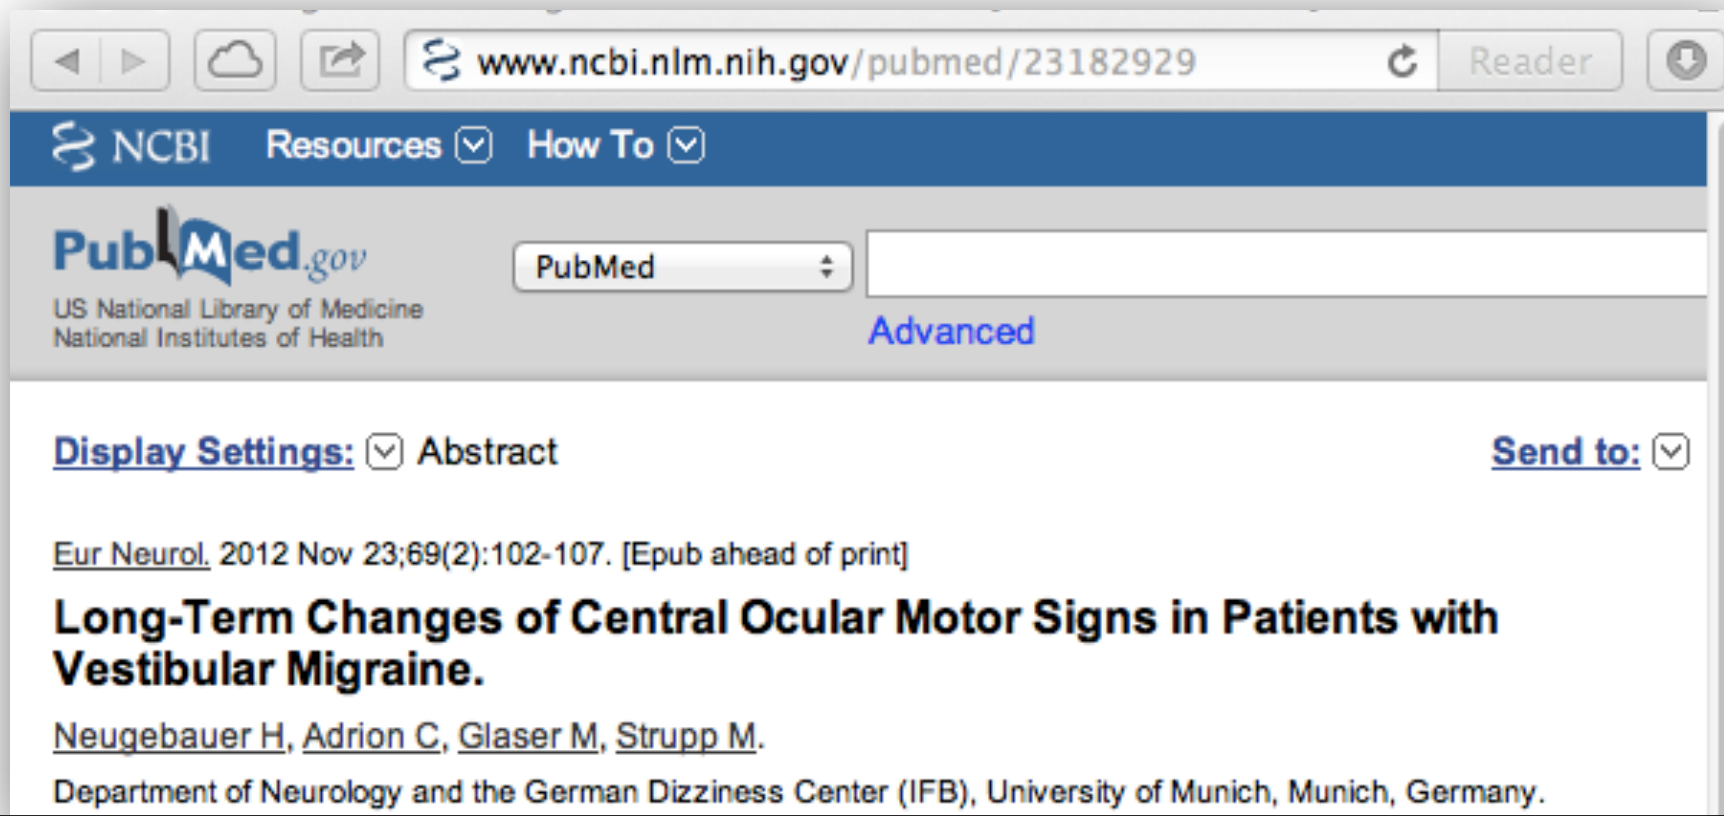 www.ncbi.nlm.nih.gov/pubmed/23182929 Reader
NCBI Resources How To
PubMed.gov PubMed
US National Library of Medicine
National Institutes of Health
Advanced
Display Settings: Abstract Send to:
Eur Neurol. 2012 Nov 23;69(2):102-107. [Epub ahead of print]
Long-Term Changes of Central Ocular Motor Signs in Patients with
Vestibular Migraine.
Neugebauer H, Adrion C, Glaser M, Strupp M.
Department of Neurology and the German Dizziness Center (IFB), University of Munich, Munich, Germany.